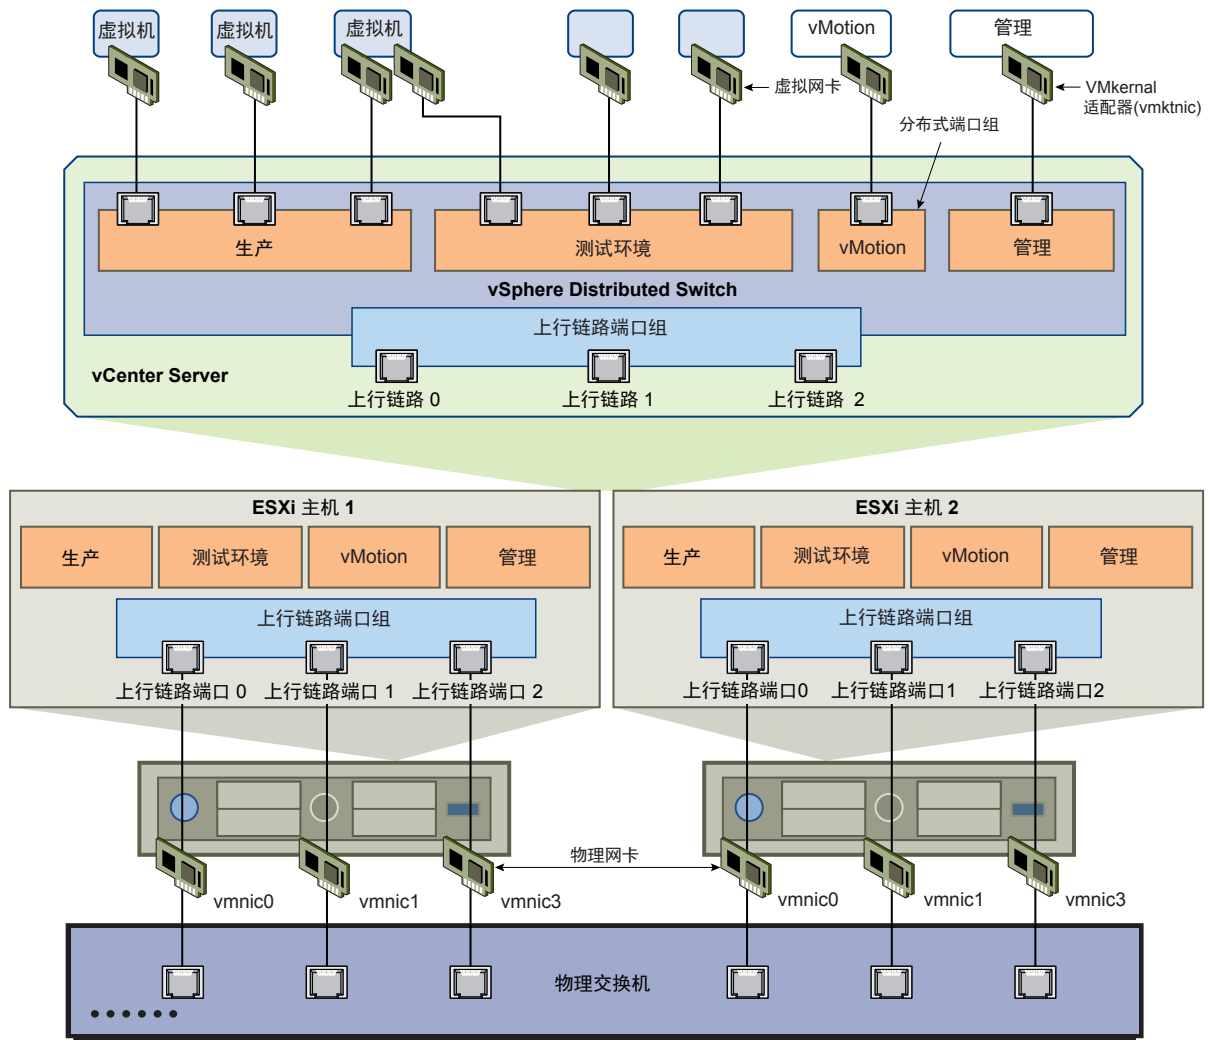 虚拟机
虚拟机
虚拟机
vMotion
管理
虚拟网卡
VMkernal
适配器(vmktnic)
分布式端口组
生产
测试环境
vMotion
管理
vSphere Distributed Switch
上行链路端口组
vCenter Server
上行链路 0
上行链路 1
上行链路 2
ESXi 主机 1
ESXi 主机 2
生产
测试环境
vMotion
管理
生产
测试环境
vMotion
管理
上行链路端口组
上行链路端口组
上行链路端口 0
上行链路端口 1
上行链路端口 2
上行链路端口0
上行链路端口1
上行链路端口2
物理网卡
vmnic0
vmnic1
vmnic3
vmnic0
vmnic1
vmnic3
物理交换机